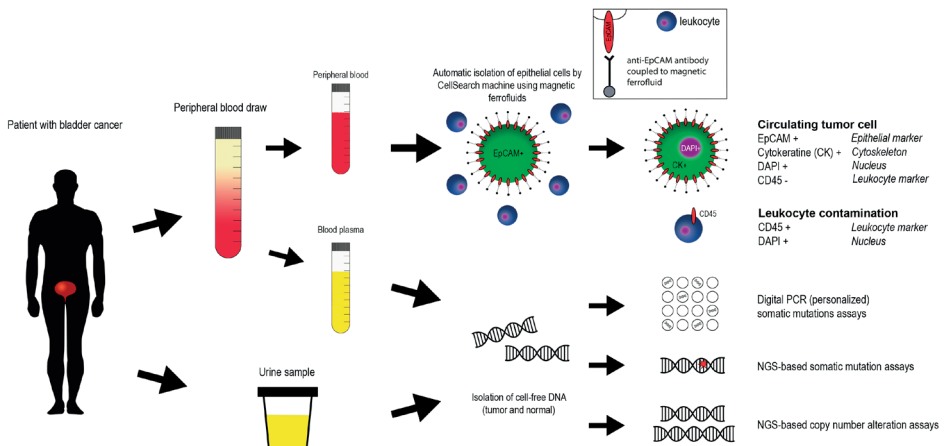 Patient with bladder cancer
Peripheral blood draw
Peripheral blood
Blood plasma
Urine sample
Automatic isolation of epithelial cells by
CellSearch machine using magnetic
ferrofluids
EpCAM+
EpCAM
leukocyte
anti-EpCAM antibody
coupled to magnetic
ferrofluid
DAPI+
CK+
Circulating tumor cell
EpCAM + Epithelial marker
Cytokeratine (CK) + Cytoskeleton
DAPI + Nucleus
CD45 - Leukocyte marker
CD45
Leukocyte contamination
CD45 + Leukocyte marker
DAPI + Nucleus
Isolation of cell-free DNA
(tumor and normal)
Digital PCR (personalized)
somatic mutations assays
NGS-based somatic mutation assays
NGS-based copy number alteration assays